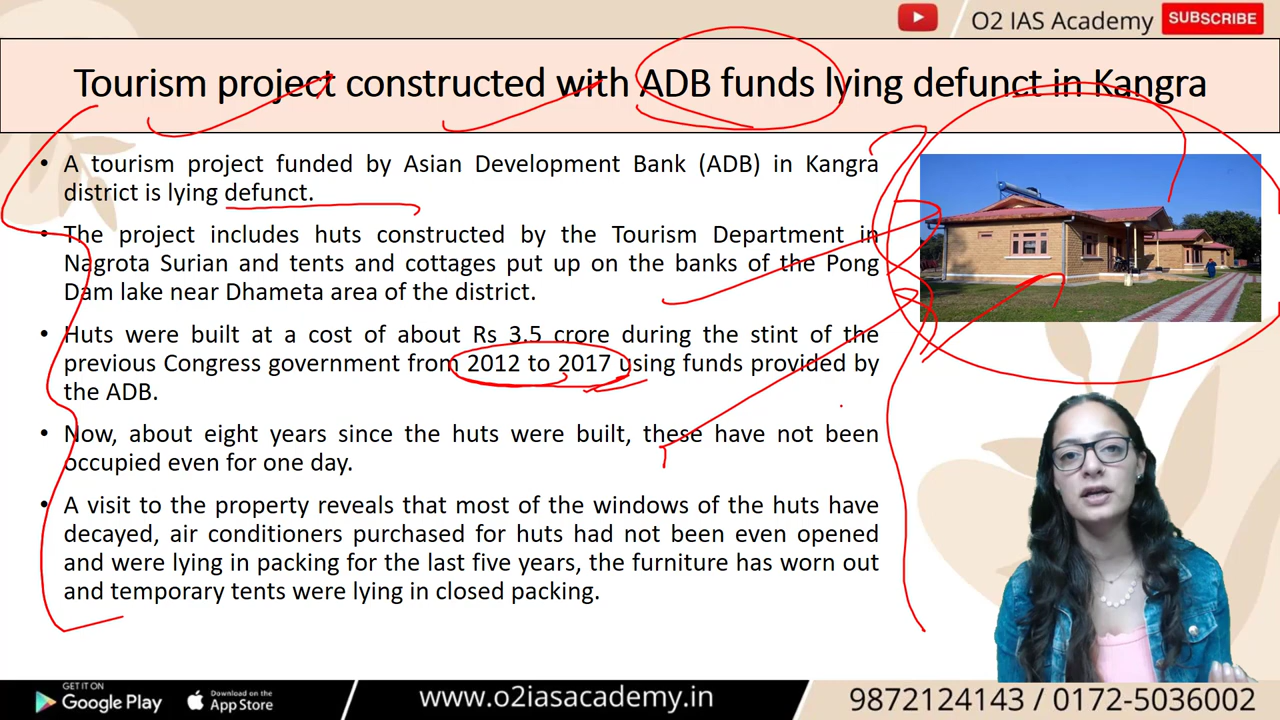 O2 IAS Academy SUBSCRIBE
Tourism project constructed with ADB funds lying defunct in Kangra
• A tourism project funded by Asian Development Bank (ADB) in Kangra
district is lying defunct.
• The project includes huts constructed by the Tourism Department in
Nagrota Surian and tents and cottages put up on the banks of the Pong
Dam lake near Dhameta area of the district.
• Huts were built at a cost of about Rs 3.5 crore during the stint of the
previous Congress government from 2012 to 2017 using funds provided by
the ADB.
• Now, about eight years since the huts were built, these have not been
occupied even for one day.
• A visit to the property reveals that most of the windows of the huts have
decayed, air conditioners purchased for huts had not been even opened
and were lying in packing for the last five years, the furniture has worn out
and temporary tents were lying in closed packing.
GET IT ON
Google Play
Download on the
App Store
www.o2iasacademy.in
9872124143 / 0172-5036002